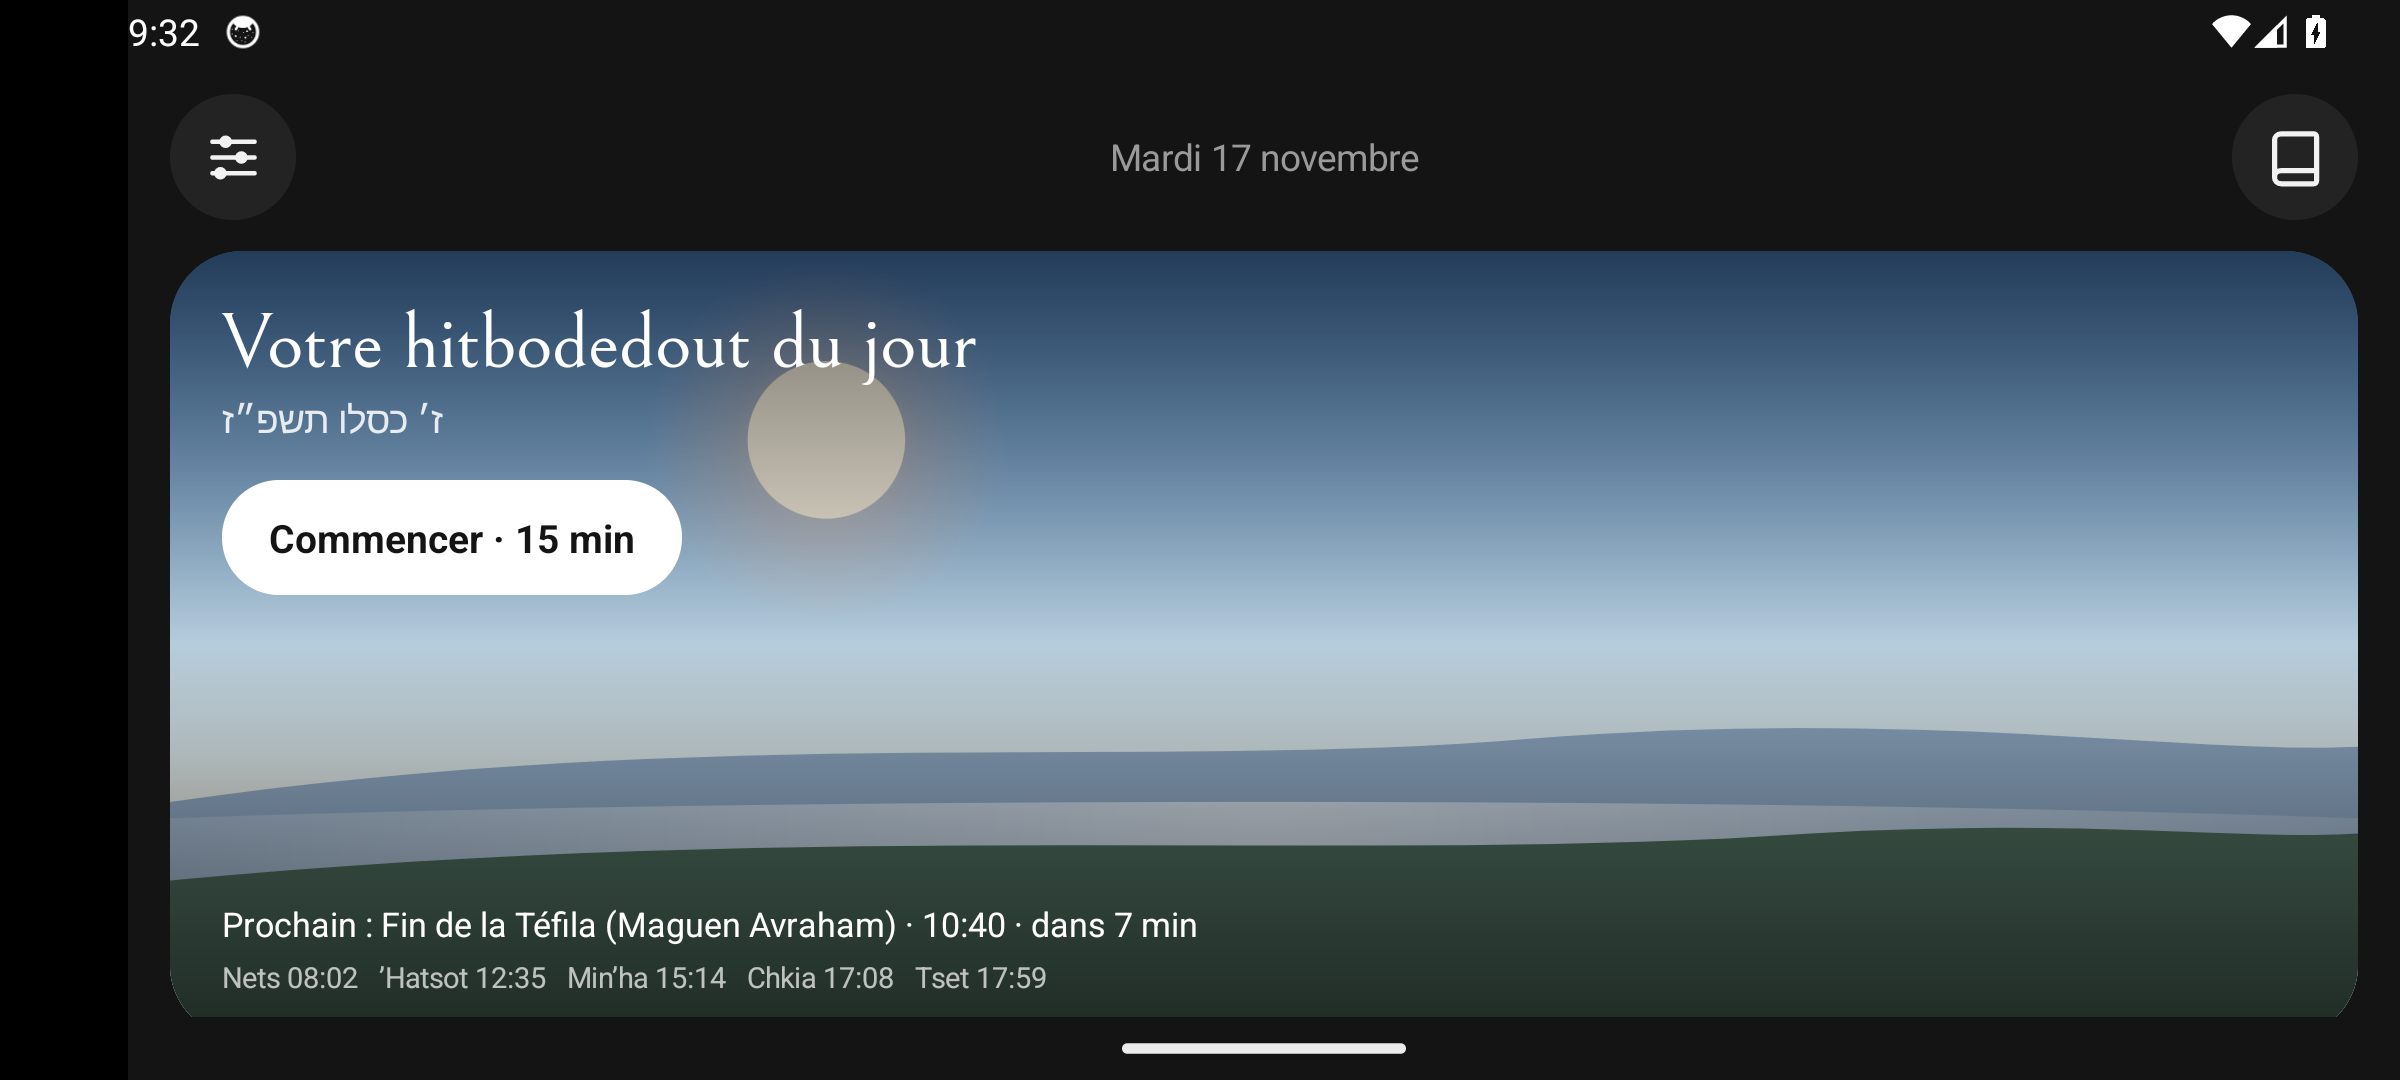 9:32
Mardi 17 novembre
Votre hitbodedout du jour
ז׳ כסלו תשפ״ז
Commencer · 15 min
Prochain : Fin de la Téfila (Maguen Avraham) · 10:40 · dans 7 min
Nets 08:02 ’Hatsot 12:35 Min’ha 15:14 Chkia 17:08 Tset 17:59